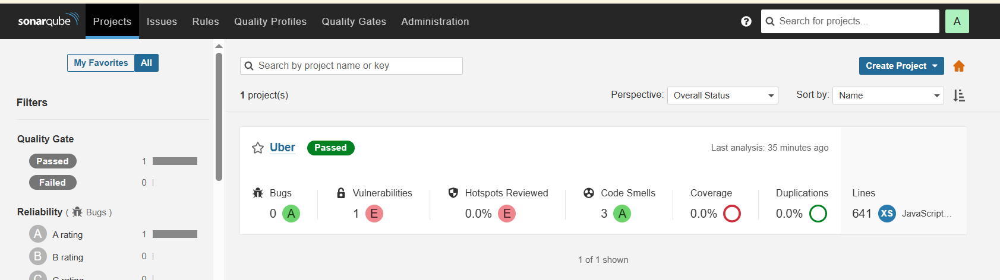 sonarqube Projects Issues Rules Quality Profiles Quality Gates Administration ? Search for projects... A
My Favorites All
Search by project name or key
Create Project
1 project(s)
Perspective: Overall Status
Sort by: Name
Filters
Quality Gate
Passed 1
Failed 0
Reliability ( Bugs )
A A rating 1
B B rating 0
C C rating 0
Uber Passed
Last analysis: 35 minutes ago
Bugs Vulnerabilities Hotspots Reviewed Code Smells Coverage Duplications Lines
0 A 1 E 0.0% E 3 A 0.0% 0.0% 641 XS JavaScript...
1 of 1 shown